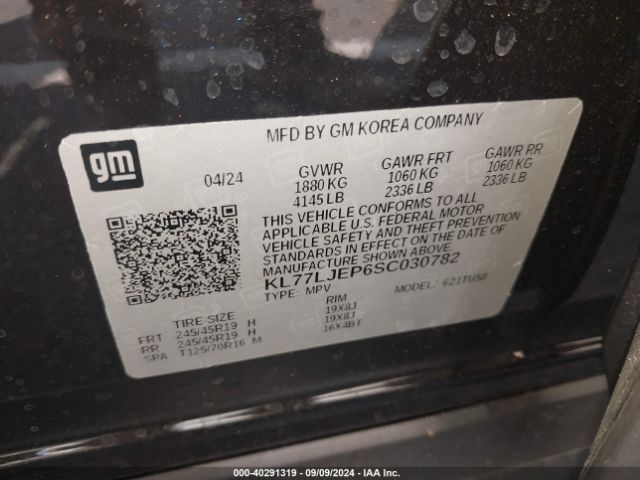 MFD BY GM KOREA COMPANY
gm
04/24
GVWR GAWR FRT GAWR RR
1880 KG 1060 KG 1060 KG
4145 LB 2336 LB 2336 LB
THIS VEHICLE CONFORMS TO ALL
APPLICABLE U.S. FEDERAL MOTOR
VEHICLE SAFETY AND THEFT PREVENTION
STANDARDS IN EFFECT ON THE DATE OF
MANUFACTURE SHOWN ABOVE.
KL77LJEP6SC030782
TYPE: MPV MODEL: 621TU58
TIRE SIZE RIM
FRT 245/45R19 H 19X8J
RR 245/45R19 H 19X8J
SPA T125/70R16 M 16X4BT
000-40291319 - 09/09/2024 - IAA Inc.